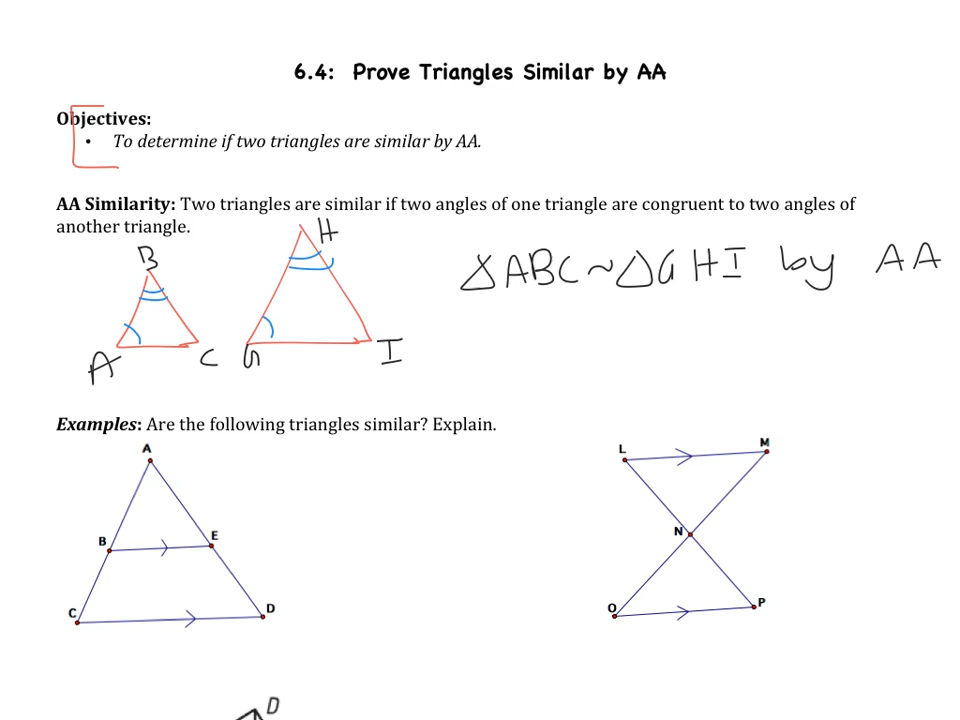 6.4: Prove Triangles Similar by AA
Objectives:
• To determine if two triangles are similar by AA.
AA Similarity: Two triangles are similar if two angles of one triangle are congruent to two angles of
another triangle.
H
B
△ABC~△GHI by AA
A
C
G
I
Examples: Are the following triangles similar? Explain.
A
L
M
B
E
N
C
D
O
P
D